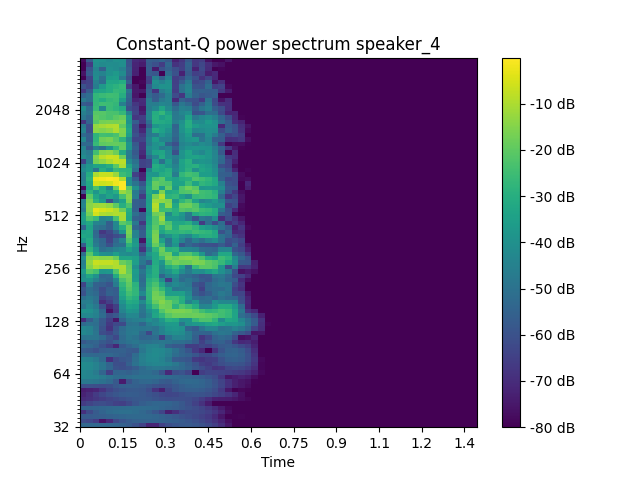 Constant-Q power spectrum speaker_4
Hz
2048
1024
512
256
128
64
32
0 0.15 0.3 0.45 0.6 0.75 0.9 1.1 1.2 1.4
Time
-10 dB
-20 dB
-30 dB
-40 dB
-50 dB
-60 dB
-70 dB
-80 dB